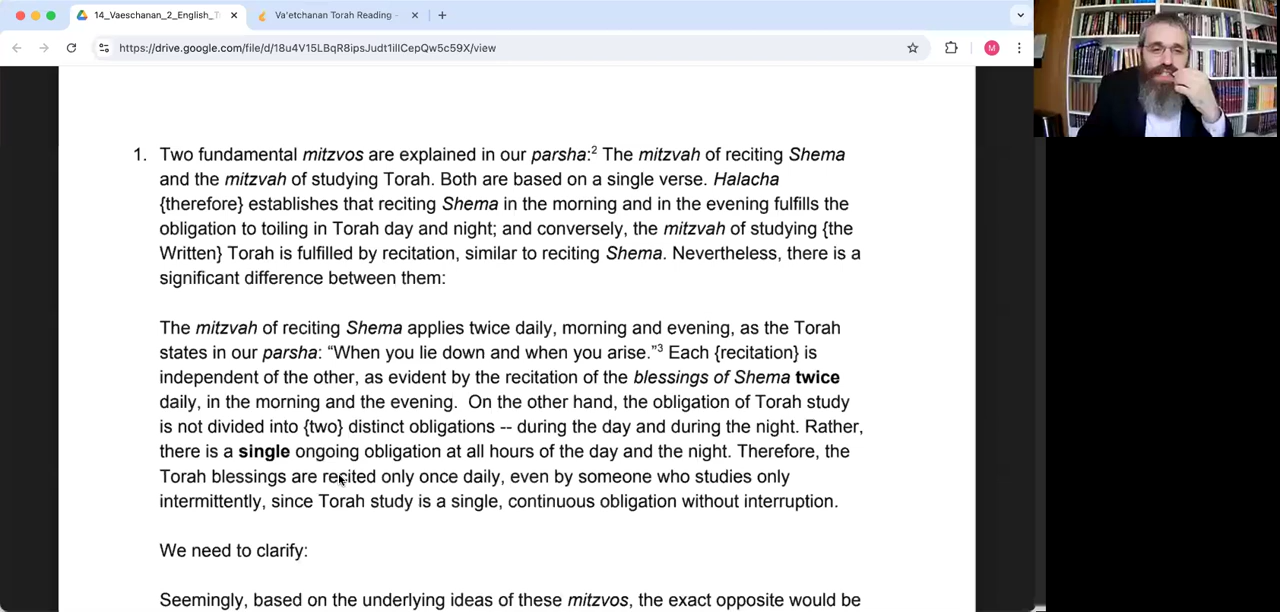 14_Vaeschanan_2_English_T
Va'etchanan Torah Reading -
https://drive.google.com/file/d/18u4V15LBqR8ipsJudt1illCepQw5c59X/view
M
1. Two fundamental mitzvos are explained in our parsha:2 The mitzvah of reciting Shema
and the mitzvah of studying Torah. Both are based on a single verse. Halacha
{therefore} establishes that reciting Shema in the morning and in the evening fulfills the
obligation to toiling in Torah day and night; and conversely, the mitzvah of studying {the
Written} Torah is fulfilled by recitation, similar to reciting Shema. Nevertheless, there is a
significant difference between them:
The mitzvah of reciting Shema applies twice daily, morning and evening, as the Torah
states in our parsha: “When you lie down and when you arise.”3 Each {recitation} is
independent of the other, as evident by the recitation of the blessings of Shema twice
daily, in the morning and the evening. On the other hand, the obligation of Torah study
is not divided into {two} distinct obligations -- during the day and during the night. Rather,
there is a single ongoing obligation at all hours of the day and the night. Therefore, the
Torah blessings are recited only once daily, even by someone who studies only
intermittently, since Torah study is a single, continuous obligation without interruption.
We need to clarify:
Seemingly, based on the underlying ideas of these mitzvos, the exact opposite would be